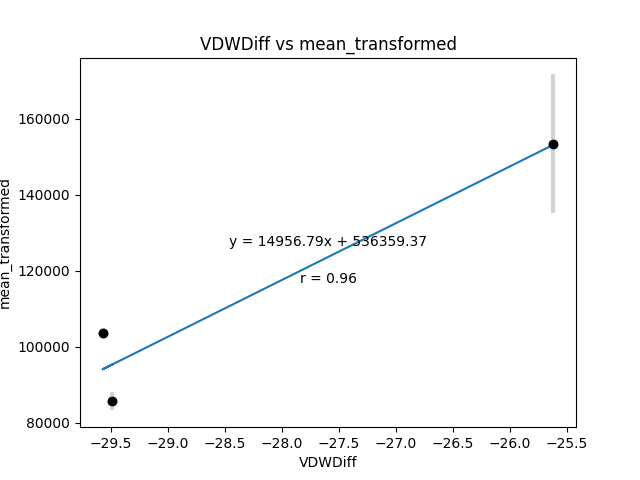 VDWDiff vs mean_transformed
mean_transformed
160000
140000
120000
100000
80000
y = 14956.79x + 536359.37
r = 0.96
−29.5 −29.0 −28.5 −28.0 −27.5 −27.0 −26.5 −26.0 −25.5
VDWDiff